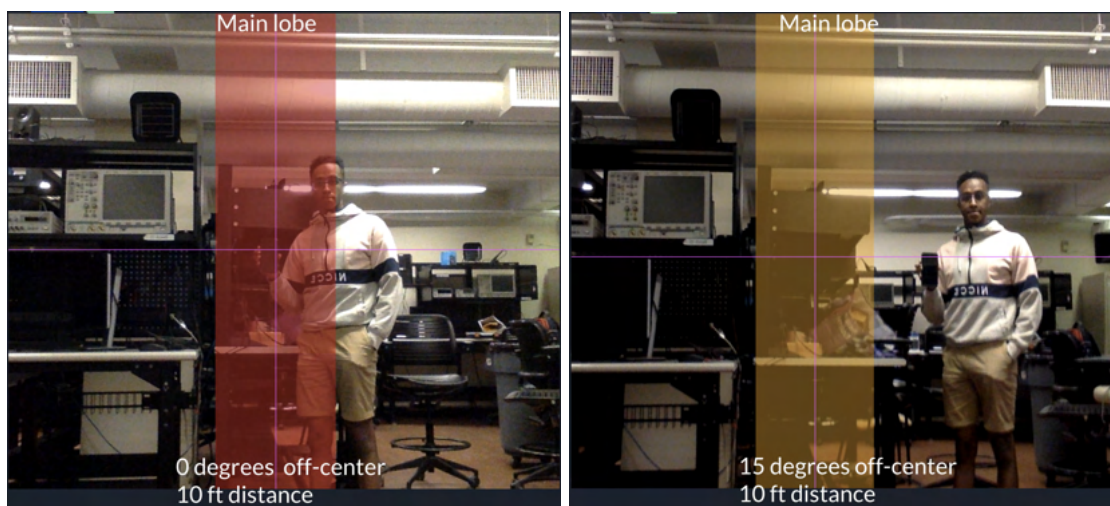 Main lobe
NICCE
0 degrees off-center
10 ft distance
Main lobe
NICCE
15 degrees off-center
10 ft distance